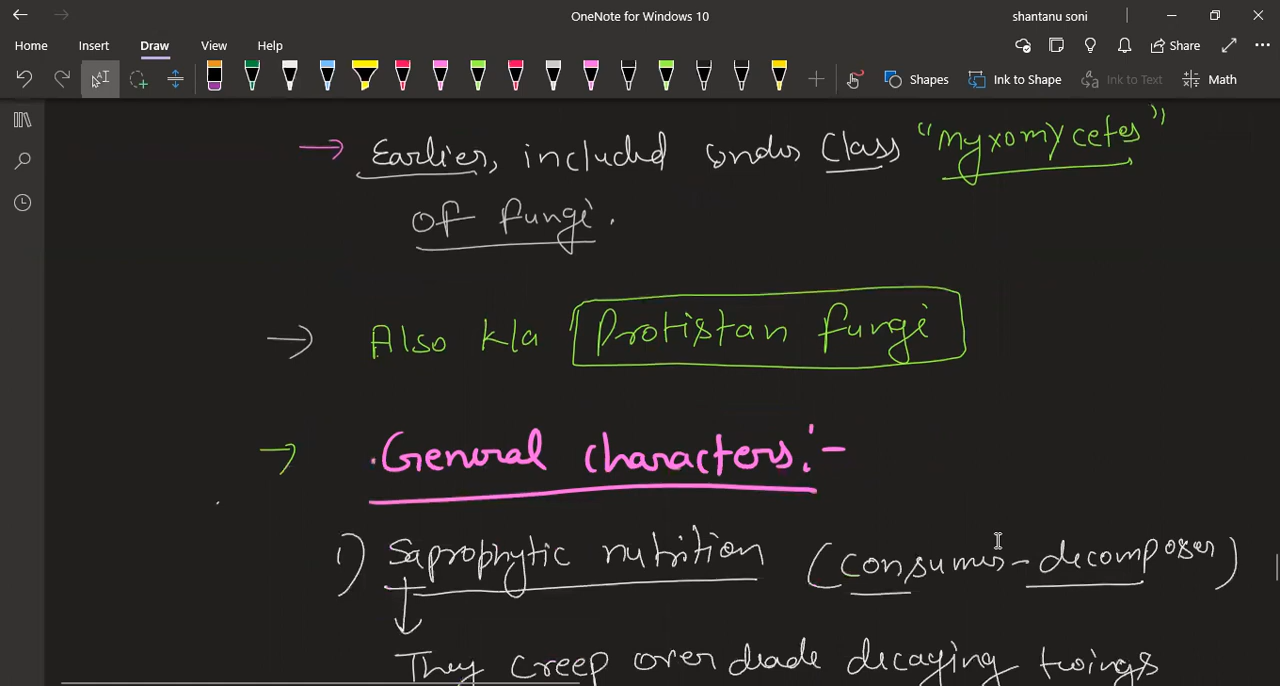 OneNote for Windows 10
shantanu soni
Home Insert Draw View Help
Share
Shapes Ink to Shape Ink to Text Math
→ Earlier, included under class "myxomycetes"
of fungi.
→ Also k/a Protistan fungi
→ General characters:-
1) Saprophytic nutrition (consumer-decomposer)
They creep over deade decaying twings